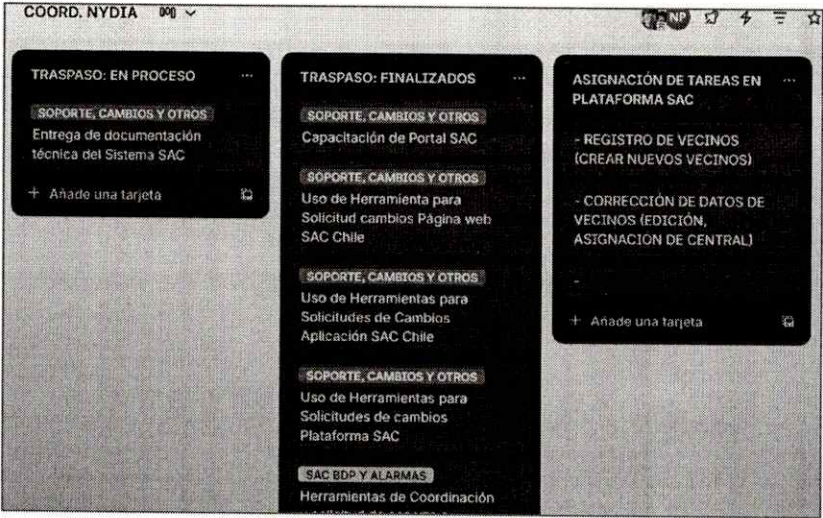 COORD. NYDIA
NP
TRASPASO: EN PROCESO
SOPORTE, CAMBIOS Y OTROS
Entrega de documentación
técnica del Sistema SAC
+ Añade una tarjeta
TRASPASO: FINALIZADOS
SOPORTE, CAMBIOS Y OTROS
Capacitación de Portal SAC
SOPORTE, CAMBIOS Y OTROS
Uso de Herramienta para
Solicitud cambios Página web
SAC Chile
SOPORTE, CAMBIOS Y OTROS
Uso de Herramientas para
Solicitudes de Cambios
Aplicación SAC Chile
SOPORTE, CAMBIOS Y OTROS
Uso de Herramientas para
Solicitudes de cambios
Plataforma SAC
SAC BDP Y ALARMAS
Herramientas de Coordinación
ASIGNACIÓN DE TAREAS EN
PLATAFORMA SAC
- REGISTRO DE VECINOS
(CREAR NUEVOS VECINOS)
- CORRECCIÓN DE DATOS DE
VECINOS (EDICIÓN,
ASIGNACION DE CENTRAL)
-
+ Añade una tarjeta